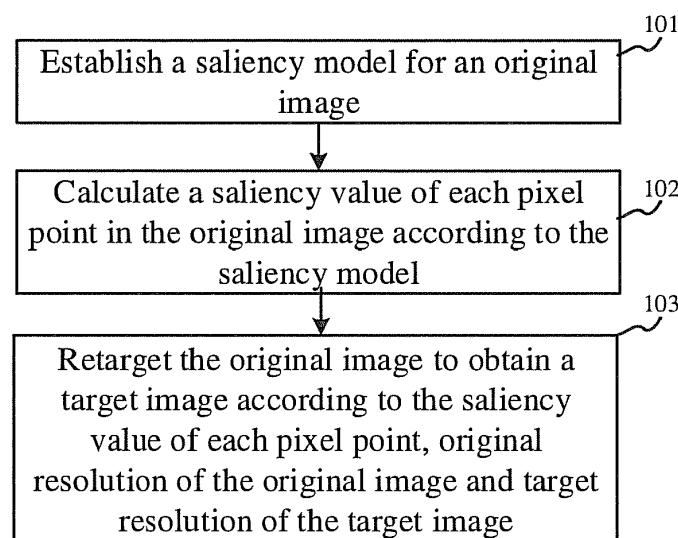 101
Establish a saliency model for an original
image
102
Calculate a saliency value of each pixel
point in the original image according to the
saliency model
103
Retarget the original image to obtain a
target image according to the saliency
value of each pixel point, original
resolution of the original image and target
resolution of the target image